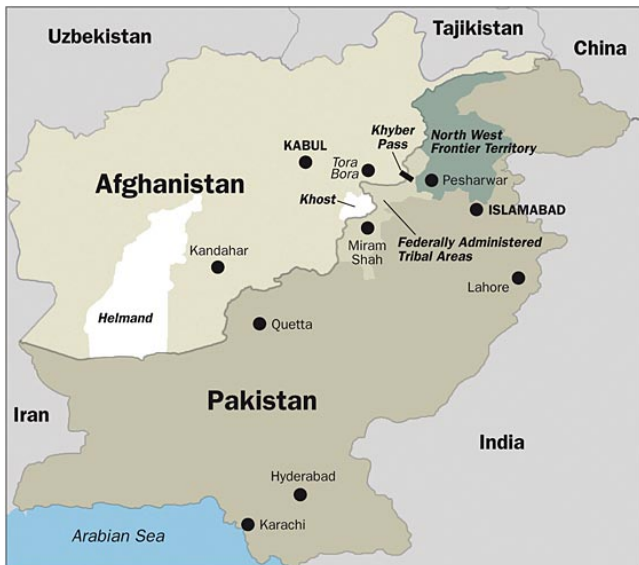 Uzbekistan
Tajikistan
China
KABUL
Tora
Bora
Khyber
Pass
North West
Frontier Territory
Pesharwar
Afghanistan
Khost
ISLAMABAD
Miram
Shah
Federally Administered
Tribal Areas
Kandahar
Lahore
Helmand
Quetta
Iran
Pakistan
India
Hyderabad
Karachi
Arabian Sea